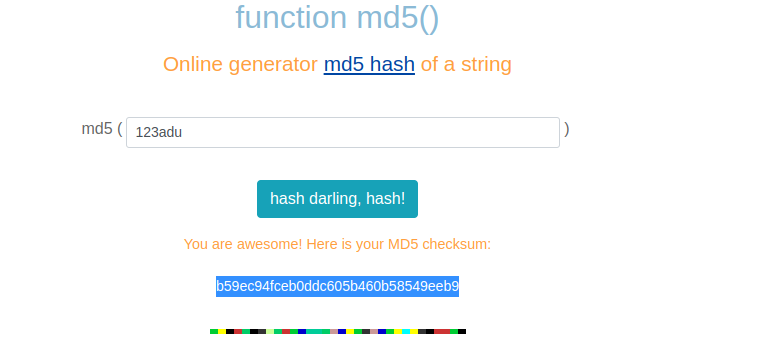 function md5()
Online generator md5 hash of a string
md5 ( 123adu )
hash darling, hash!
You are awesome! Here is your MD5 checksum:
b59ec94fceb0ddc605b460b58549eeb9